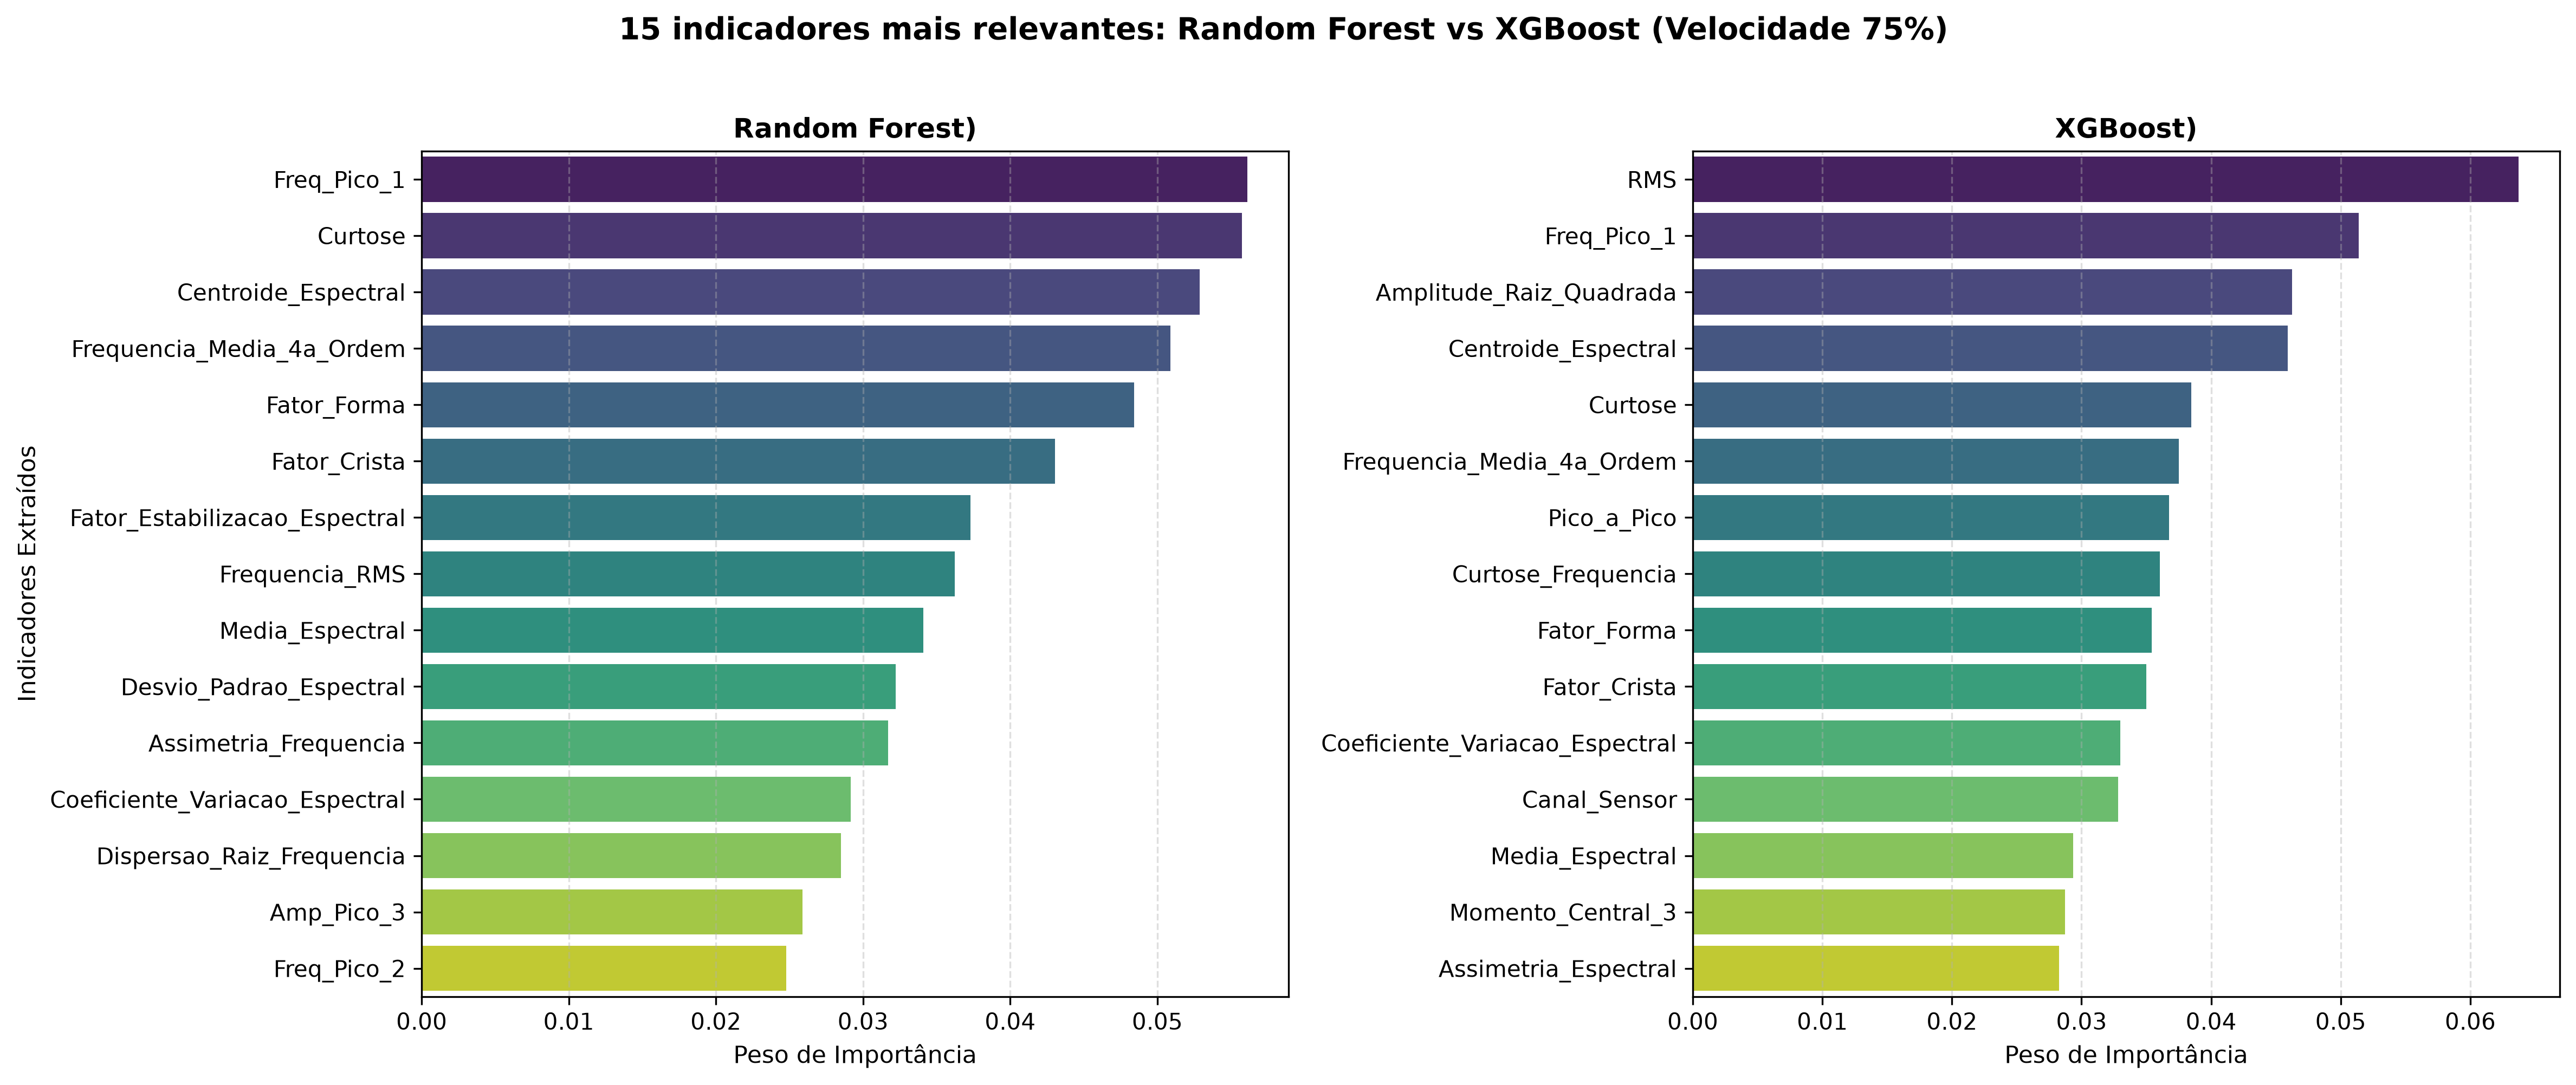 15 indicadores mais relevantes: Random Forest vs XGBoost (Velocidade 75%)
Random Forest)
Indicadores Extraídos
Freq_Pico_1
Curtose
Centroide_Espectral
Frequencia_Media_4a_Ordem
Fator_Forma
Fator_Crista
Fator_Estabilizacao_Espectral
Frequencia_RMS
Media_Espectral
Desvio_Padrao_Espectral
Assimetria_Frequencia
Coeficiente_Variacao_Espectral
Dispersao_Raiz_Frequencia
Amp_Pico_3
Freq_Pico_2
0.00 0.01 0.02 0.03 0.04 0.05
Peso de Importância
XGBoost)
RMS
Freq_Pico_1
Amplitude_Raiz_Quadrada
Centroide_Espectral
Curtose
Frequencia_Media_4a_Ordem
Pico_a_Pico
Curtose_Frequencia
Fator_Forma
Fator_Crista
Coeficiente_Variacao_Espectral
Canal_Sensor
Media_Espectral
Momento_Central_3
Assimetria_Espectral
0.00 0.01 0.02 0.03 0.04 0.05 0.06
Peso de Importância